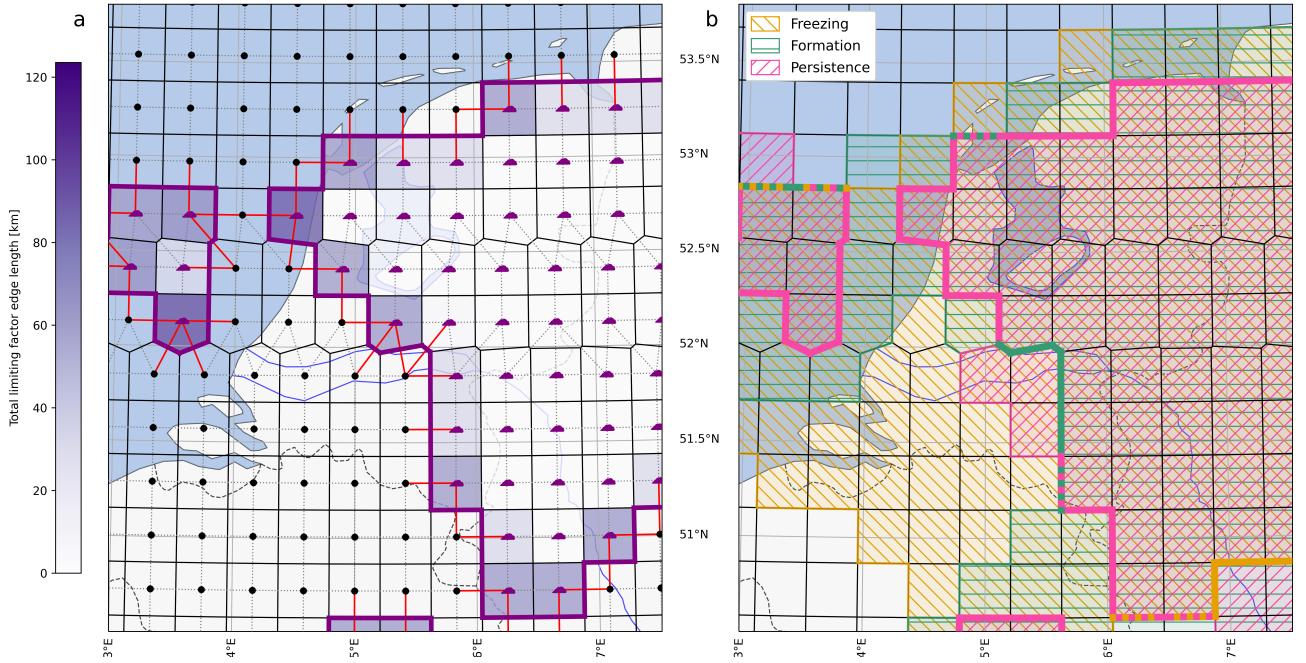 a
b
Total limiting factor edge length [km]
120
100
80
60
40
20
0
Freezing
Formation
Persistence
53.5°N
53°N
52.5°N
52°N
51.5°N
51°N
3°E
4°E
5°E
6°E
7°E
3°E
4°E
5°E
6°E
7°E